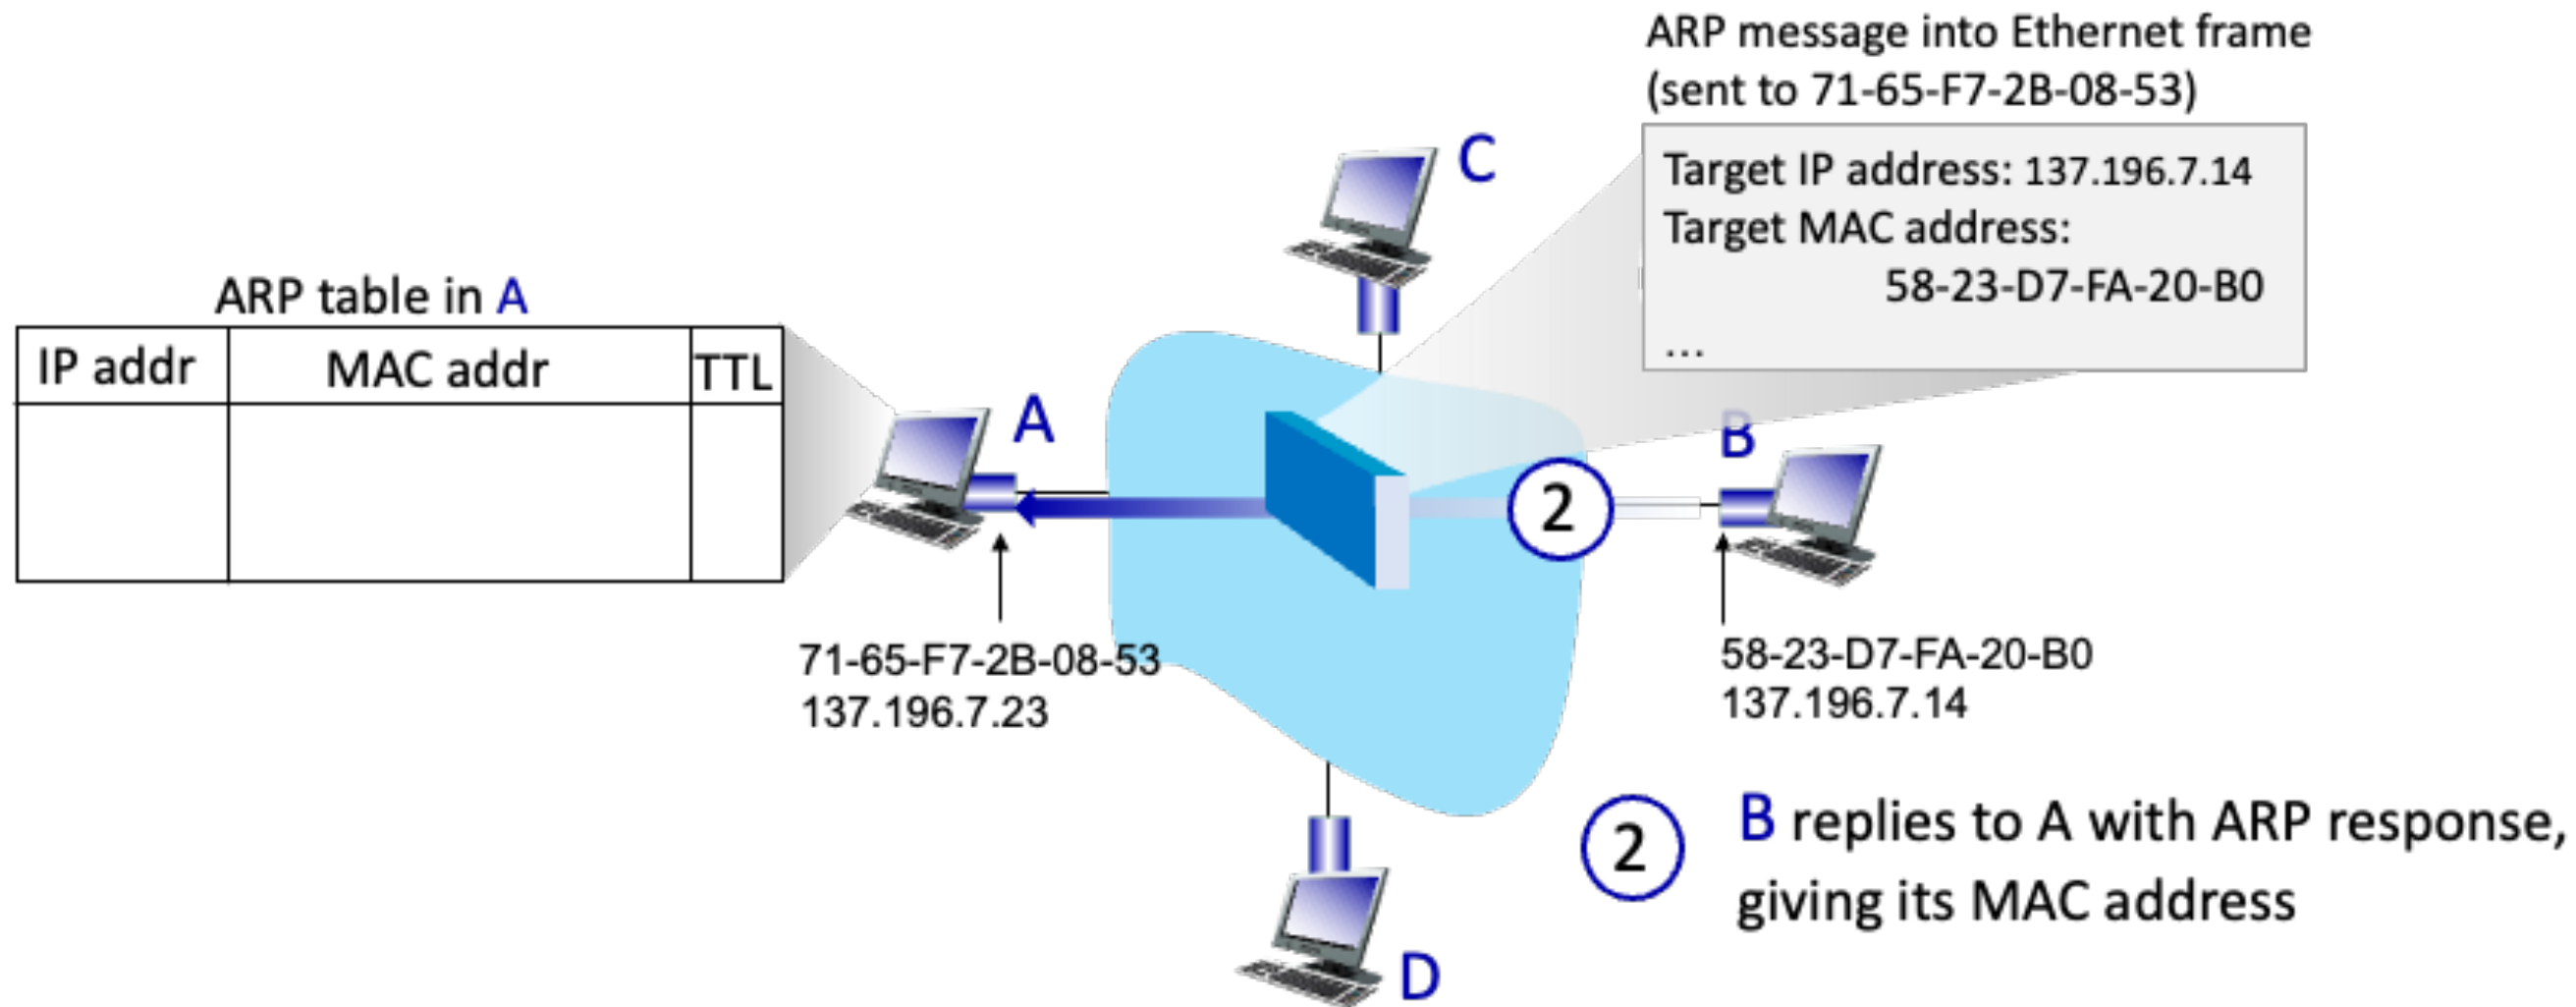 ARP message into Ethernet frame
(sent to 71-65-F7-2B-08-53)
Target IP address: 137.196.7.14
Target MAC address:
58-23-D7-FA-20-B0
...
C
ARP table in A
IP addr MAC addr TTL
A
B
2
71-65-F7-2B-08-53
137.196.7.23
58-23-D7-FA-20-B0
137.196.7.14
2 B replies to A with ARP response,
giving its MAC address
D